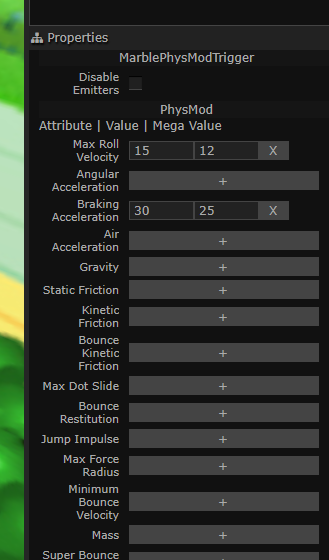 Properties
MarblePhysModTrigger
Disable
Emitters
PhysMod
Attribute | Value | Mega Value
Max Roll
Velocity
15 12 X
Angular
Acceleration
+
Braking
Acceleration
30 25 X
Air
Acceleration
+
Gravity +
Static Friction +
Kinetic
Friction
+
Bounce
Kinetic
Friction
+
Max Dot Slide +
Bounce
Restitution
+
Jump Impulse +
Max Force
Radius
+
Minimum
Bounce
Velocity
+
Mass +
Super Bounce +